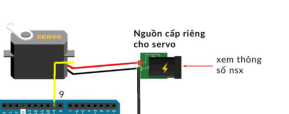 SERVO
Nguồn cấp riêng
cho servo
xem thông
số nsx
9